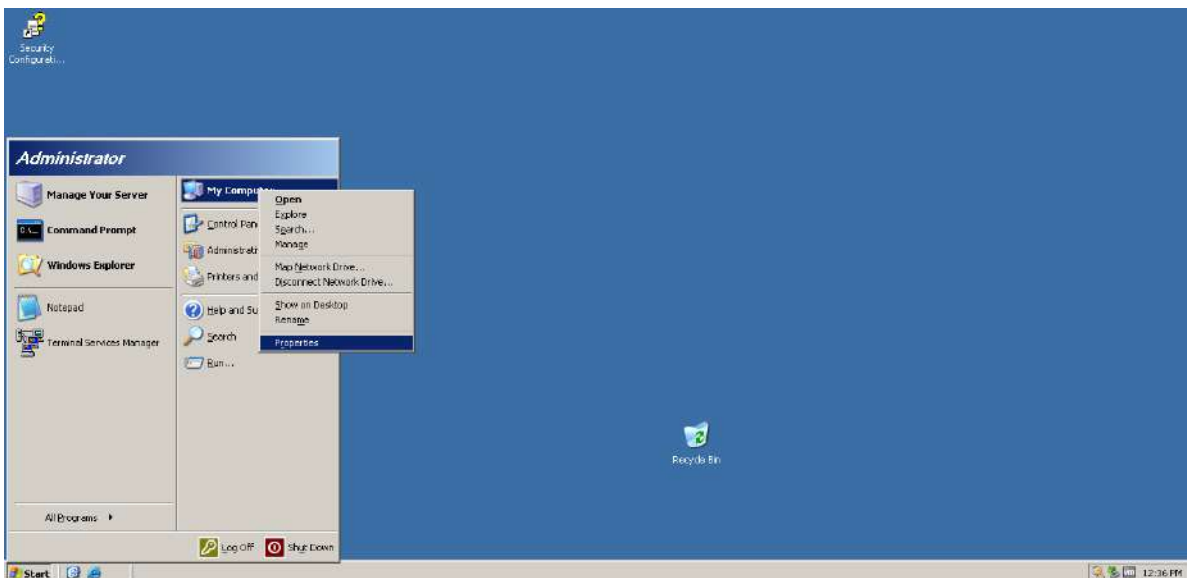 Security
Configurati...
Administrator
Manage Your Server
Command Prompt
Windows Explorer
Notepad
Terminal Services Manager
All Programs
My Computer
Control Pan
Administrati
Printers and
Help and Su
Search
Run...
Open
Explore
Search...
Manage
Map Network Drive...
Disconnect Network Drive...
Show on Desktop
Rename
Properties
Log Off
Shut Down
Recycle Bin
Start
12:36 PM